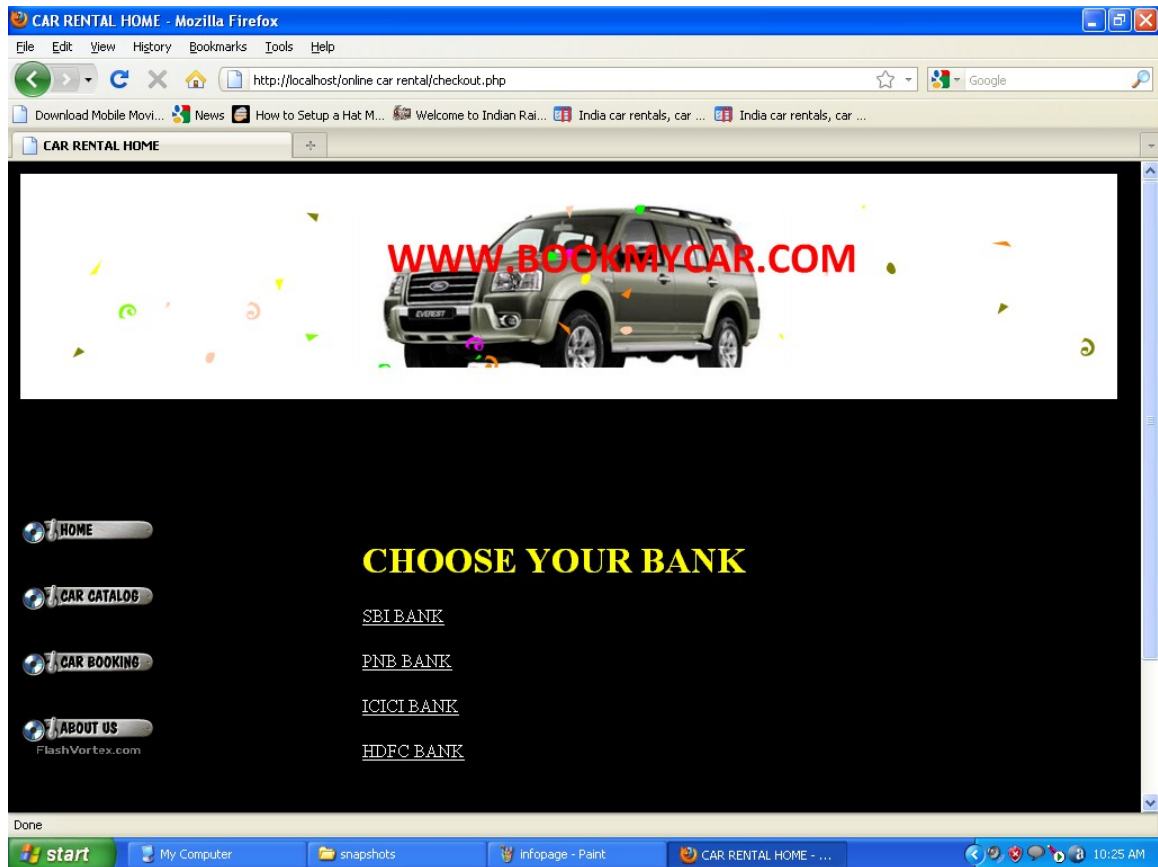 CAR RENTAL HOME - Mozilla Firefox
File Edit View History Bookmarks Tools Help
http://localhost/online car rental/checkout.php
Google
Download Mobile Movi... News How to Setup a Hat M... Welcome to Indian Rai... India car rentals, car ... India car rentals, car ...
CAR RENTAL HOME
WWW.BOOKMYCAR.COM
EVEREST
HOME
CHOOSE YOUR BANK
CAR CATALOG
SBI BANK
CAR BOOKING
PNB BANK
ICICI BANK
ABOUT US
FlashVortex.com
HDFC BANK
Done
start My Computer snapshots infopage - Paint CAR RENTAL HOME - ... 10:25 AM